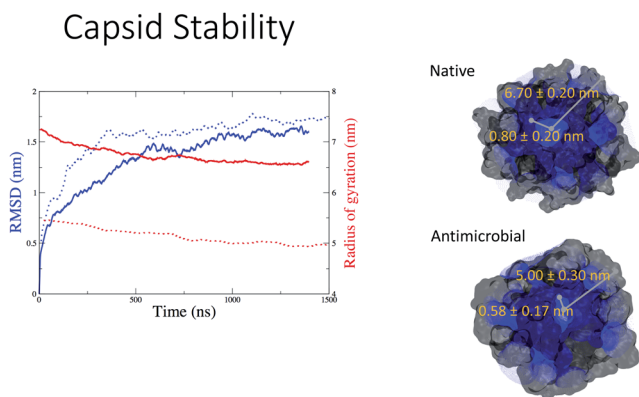 Capsid Stability
2
1.5
1
0.5
0
8
7
6
5
4
0
500
1000
1500
RMSD (nm)
Radius of gyration (nm)
Time (ns)
Native
6.70 ± 0.20 nm
0.80 ± 0.20 nm
Antimicrobial
5.00 ± 0.30 nm
0.58 ± 0.17 nm